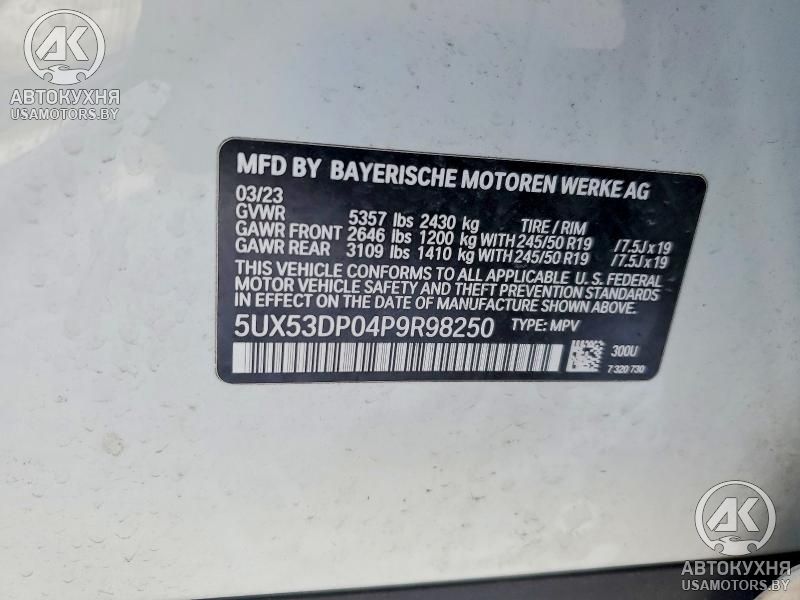 AK
АВТОКУХНЯ
USAMOTORS.BY
MFD BY BAYERISCHE MOTOREN WERKE AG
03/23
GVWR 5357 lbs 2430 kg TIRE / RIM
GAWR FRONT 2646 lbs 1200 kg WITH 245/50 R19 /7.5J x 19
GAWR REAR 3109 lbs 1410 kg WITH 245/50 R19 /7.5J x 19
THIS VEHICLE CONFORMS TO ALL APPLICABLE U. S. FEDERAL
MOTOR VEHICLE SAFETY AND THEFT PREVENTION STANDARDS
IN EFFECT ON THE DATE OF MANUFACTURE SHOWN ABOVE.
5UX53DP04P9R98250 TYPE: MPV
300U
7 320 730
AK
АВТОКУХНЯ
USAMOTORS.BY